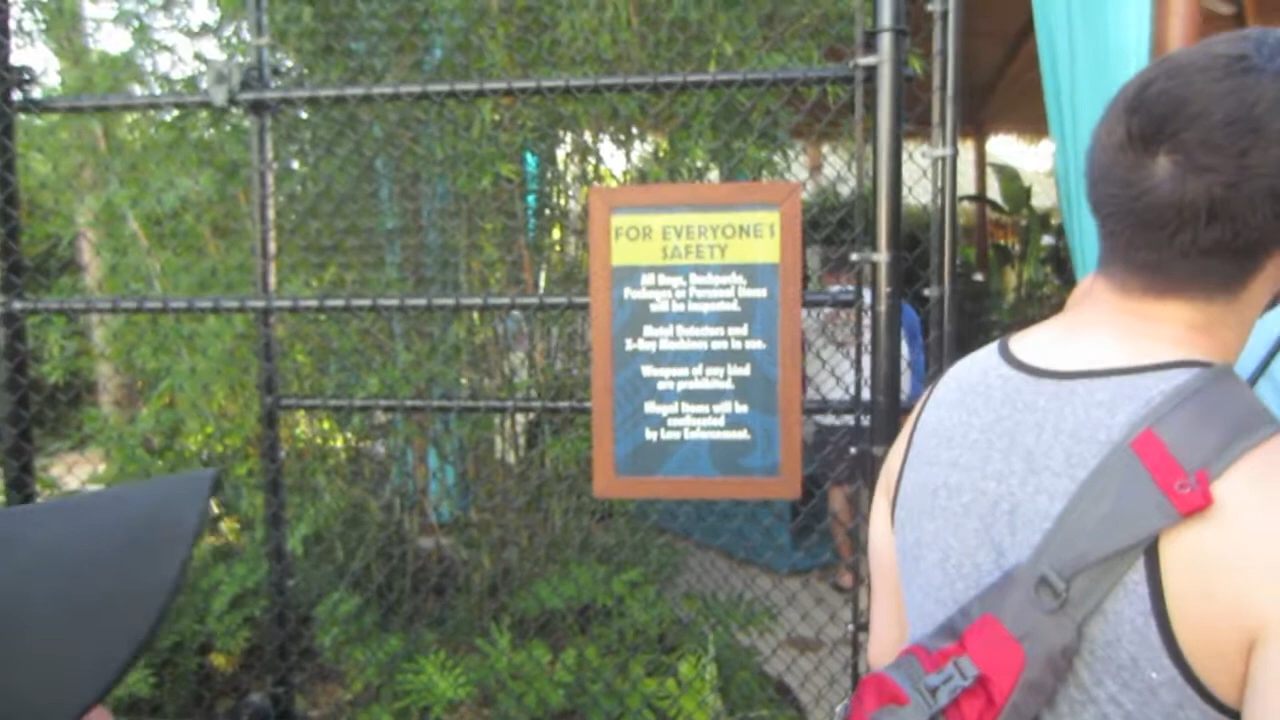 FOR EVERYONE'S
SAFETY
All Bags, Backpacks,
Packages or Personal Items
will be inspected.
Metal Detectors and
X-Ray Machines are in use.
Weapons of any kind
are prohibited.
Illegal Items will be
confiscated
by Law Enforcement.